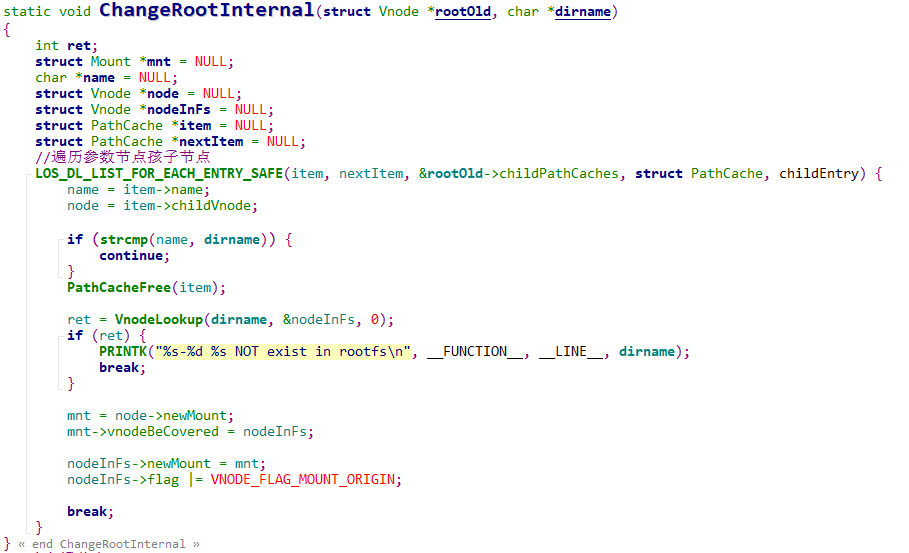 static void ChangeRootInternal(struct Vnode *rootOld, char *dirname)
{
    int ret;
    struct Mount *mnt = NULL;
    char *name = NULL;
    struct Vnode *node = NULL;
    struct Vnode *nodeInFs = NULL;
    struct PathCache *item = NULL;
    struct PathCache *nextItem = NULL;
    //遍历参数节点孩子节点
    LOS_DL_LIST_FOR_EACH_ENTRY_SAFE(item, nextItem, &rootOld->childPathCaches, struct PathCache, childEntry) {
        name = item->name;
        node = item->childVnode;
        if (strcmp(name, dirname)) {
            continue;
        }
        PathCacheFree(item);
        ret = VnodeLookup(dirname, &nodeInFs, 0);
        if (ret) {
            PRINTK("%s-%d %s NOT exist in rootfs\n", __FUNCTION__, __LINE__, dirname);
            break;
        }
        mnt = node->newMount;
        mnt->vnodeBeCovered = nodeInFs;
        nodeInFs->newMount = mnt;
        nodeInFs->flag |= VNODE_FLAG_MOUNT_ORIGIN;
        break;
    }
} « end ChangeRootInternal »